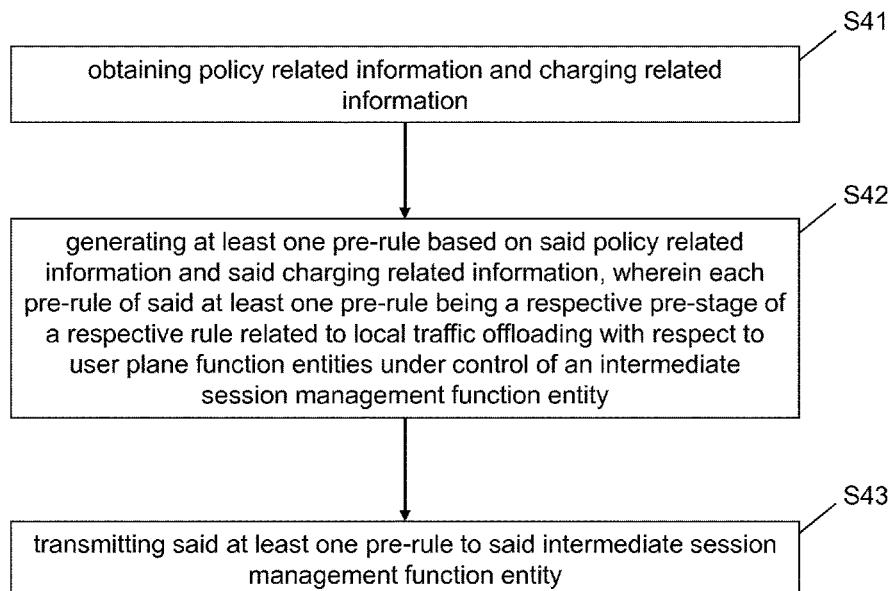 S41
obtaining policy related information and charging related
information
S42
generating at least one pre-rule based on said policy related
information and said charging related information, wherein each
pre-rule of said at least one pre-rule being a respective pre-stage of
a respective rule related to local traffic offloading with respect to
user plane function entities under control of an intermediate
session management function entity
S43
transmitting said at least one pre-rule to said intermediate session
management function entity